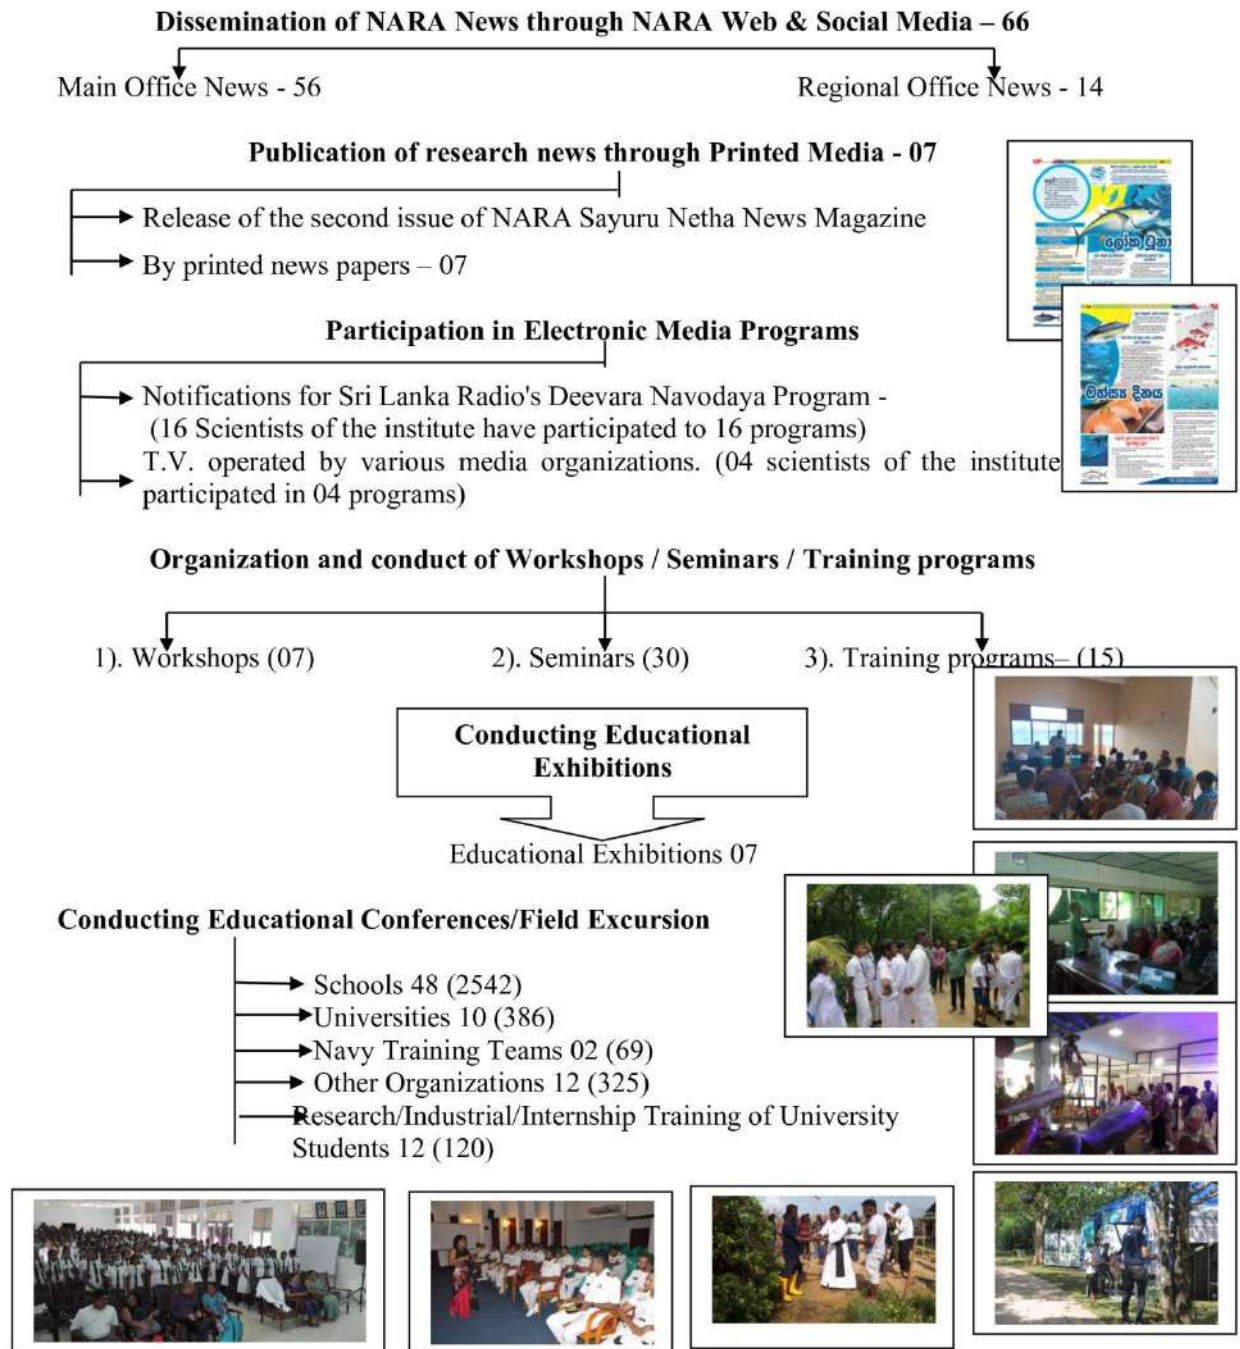 Dissemination of NARA News through NARA Web & Social Media – 66
Main Office News - 56
Regional Office News - 14
Publication of research news through Printed Media - 07
Release of the second issue of NARA Sayuru Netha News Magazine
By printed news papers – 07
ලෝක ටූනා
Participation in Electronic Media Programs
Notifications for Sri Lanka Radio's Deevara Navodaya Program -
(16 Scientists of the institute have participated to 16 programs)
T.V. operated by various media organizations. (04 scientists of the institute
participated in 04 programs)
මත්ස්‍ය දිනය
Organization and conduct of Workshops / Seminars / Training programs
1). Workshops (07)
2). Seminars (30)
3). Training programs– (15)
Conducting Educational
Exhibitions
Educational Exhibitions 07
Conducting Educational Conferences/Field Excursion
Schools 48 (2542)
Universities 10 (386)
Navy Training Teams 02 (69)
Other Organizations 12 (325)
Research/Industrial/Internship Training of University
Students 12 (120)